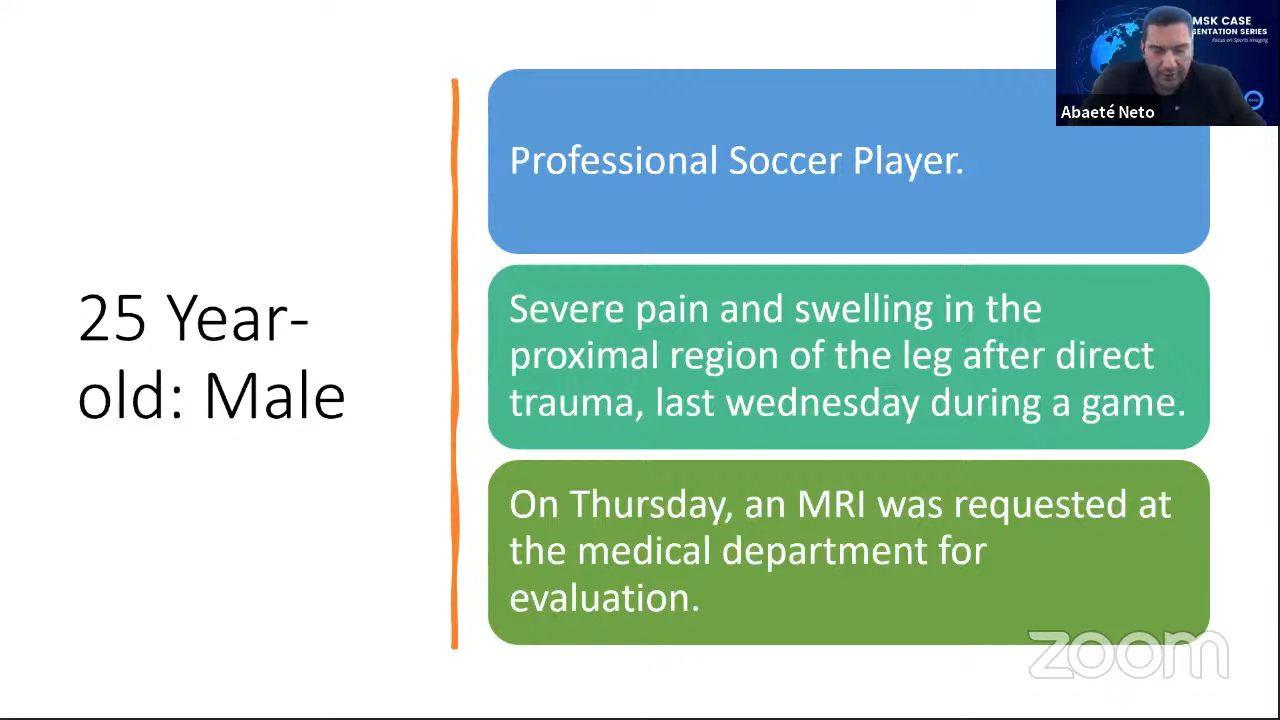 MSK CASE
SENTATION SERIES
Focus on Sports Imaging
Abaeté Neto
Professional Soccer Player.
25 Year-
old: Male
Severe pain and swelling in the
proximal region of the leg after direct
trauma, last wednesday during a game.
On Thursday, an MRI was requested at
the medical department for
evaluation.
zoom